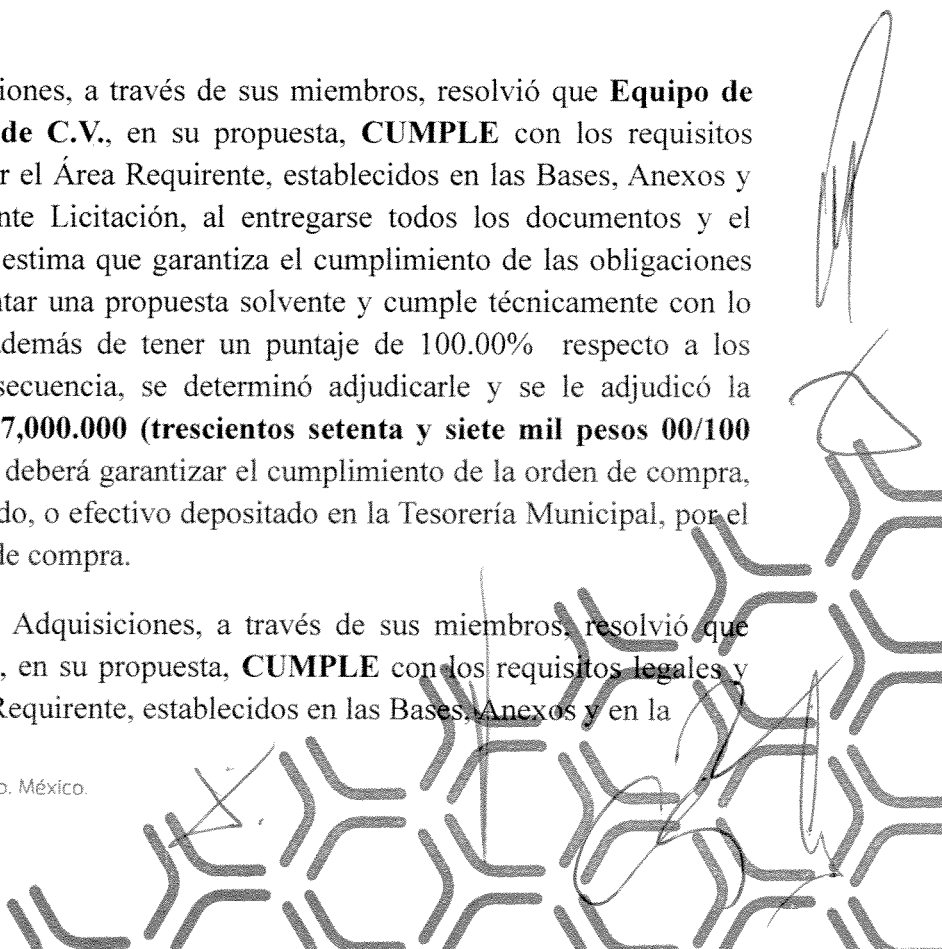 iones, a través de sus miembros, resolvió que Equipo de
de C.V., en su propuesta, CUMPLE con los requisitos
r el Área Requirente, establecidos en las Bases, Anexos y
nte Licitación, al entregarse todos los documentos y el
estima que garantiza el cumplimiento de las obligaciones
ntar una propuesta solvente y cumple técnicamente con lo
además de tener un puntaje de 100.00% respecto a los
secuencia, se determinó adjudicarle y se le adjudicó la
7,000.000 (trescientos setenta y siete mil pesos 00/100
deberá garantizar el cumplimiento de la orden de compra,
do, o efectivo depositado en la Tesorería Municipal, por el
de compra.
Adquisiciones, a través de sus miembros, resolvió que
, en su propuesta, CUMPLE con los requisitos legales y
Requirente, establecidos en las Bases, Anexos y en la
o. México.